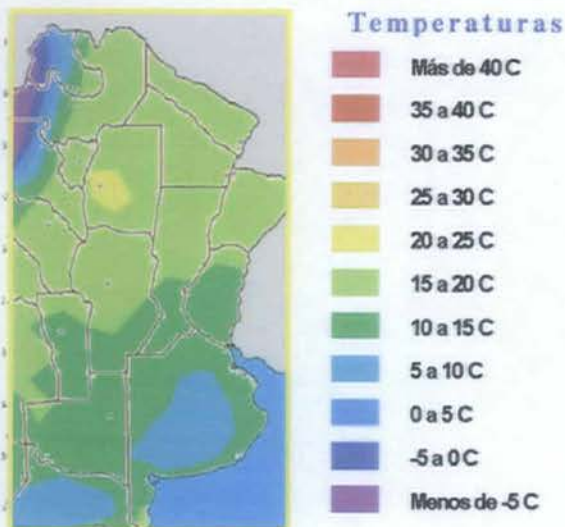 Temperaturas
Más de 40 C
35 a 40 C
30 a 35 C
25 a 30 C
20 a 25 C
15 a 20 C
10 a 15 C
5 a 10 C
0 a 5 C
-5 a 0 C
Menos de -5 C